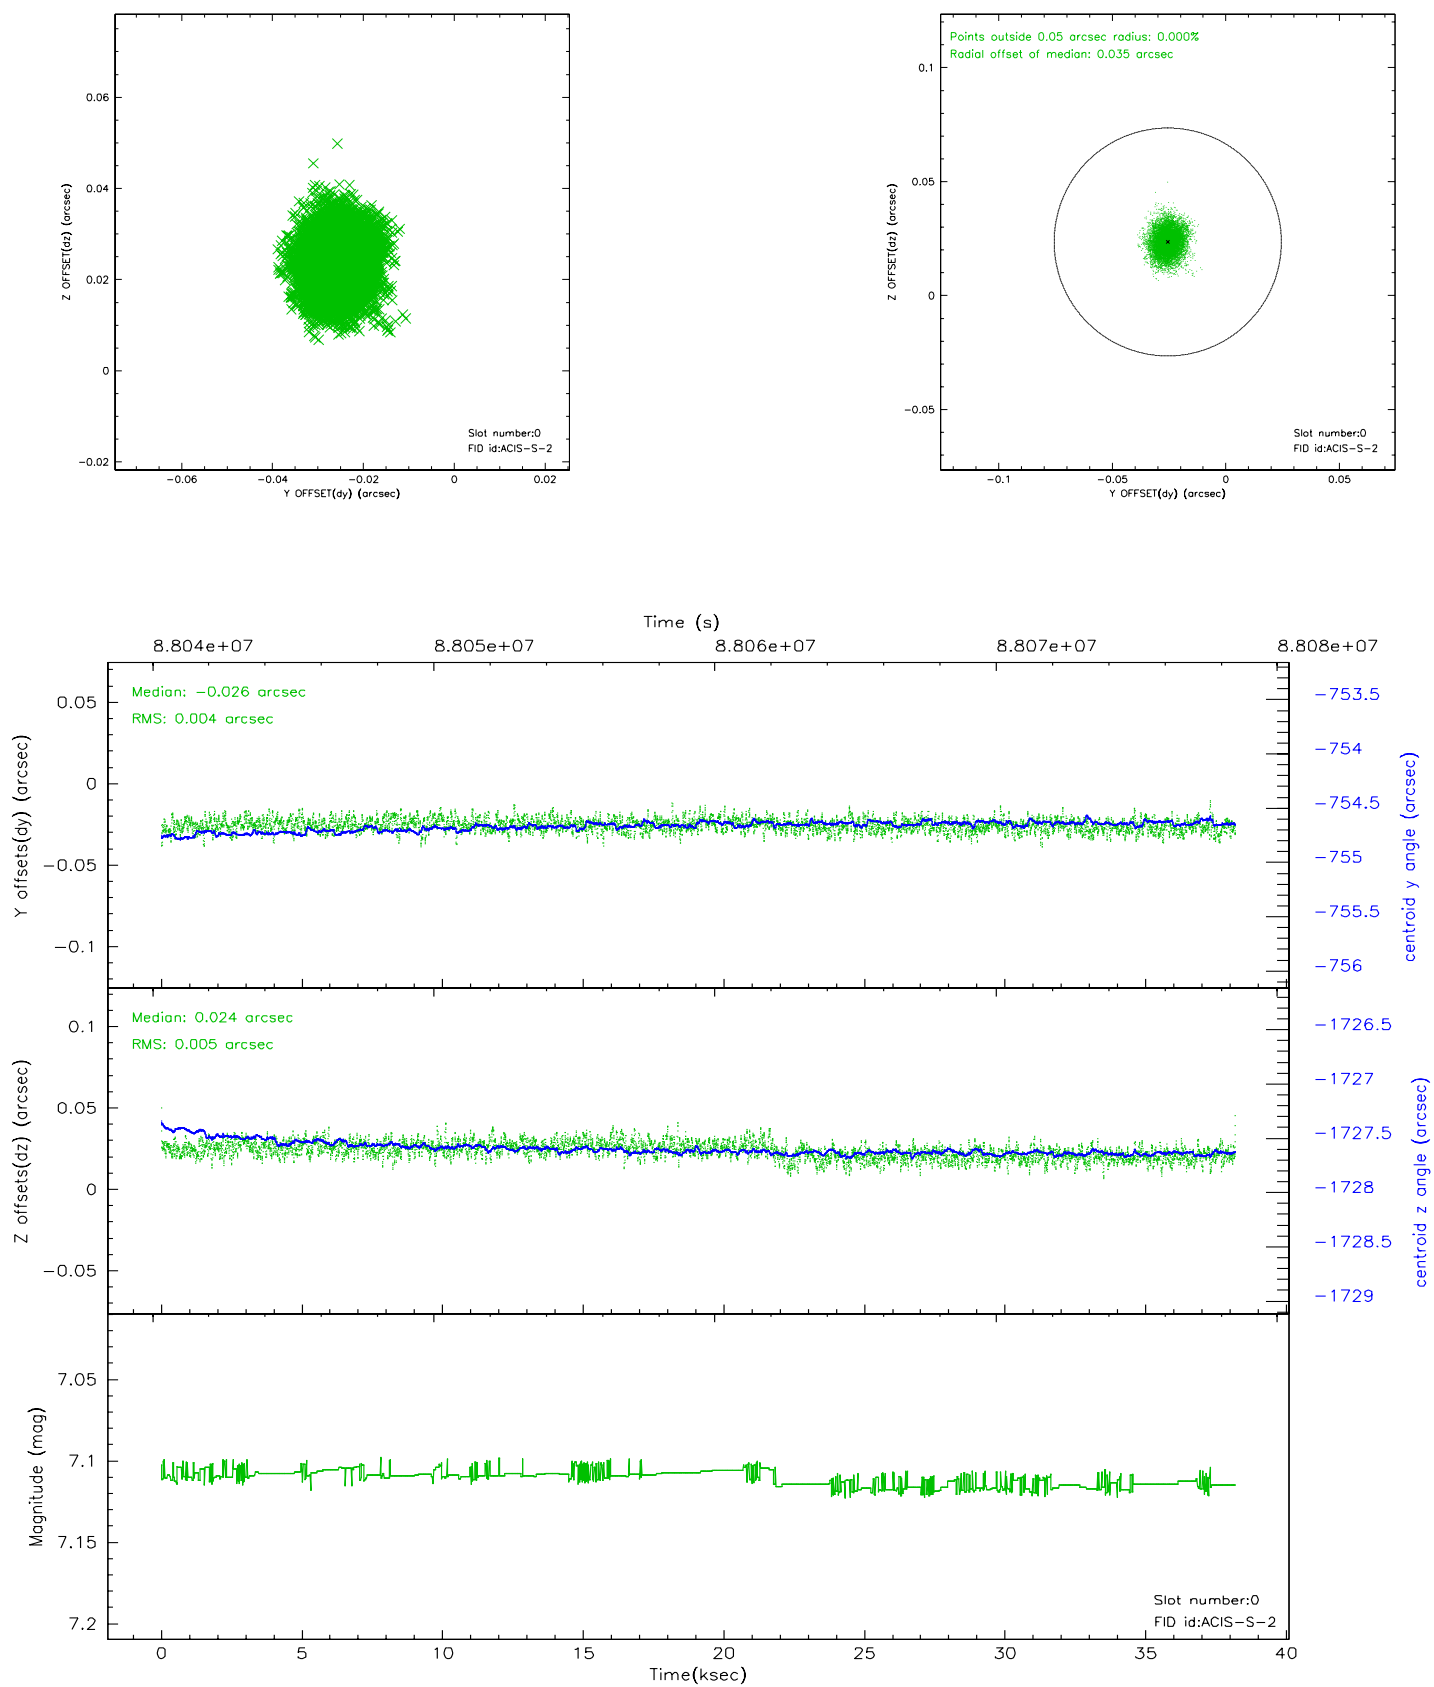 0.06
0.04
0.02
0
-0.02
-0.06
-0.04
-0.02
0
0.02
Z OFFSET(dz) (arcsec)
Y OFFSET(dy) (arcsec)
Slot number:0
FID id:ACIS-S-2
Points outside 0.05 arcsec radius: 0.000%
Radial offset of median: 0.035 arcsec
0.1
0.05
0
-0.05
-0.1
-0.05
0
0.05
Z OFFSET(dz) (arcsec)
Y OFFSET(dy) (arcsec)
Slot number:0
FID id:ACIS-S-2
Time (s)
8.804e+07
8.805e+07
8.806e+07
8.807e+07
8.808e+07
Median: -0.026 arcsec
RMS: 0.004 arcsec
0.05
0
-0.05
-0.1
Y offsets(dy) (arcsec)
-753.5
-754
-754.5
-755
-755.5
-756
centroid y angle (arcsec)
Median: 0.024 arcsec
RMS: 0.005 arcsec
0.1
0.05
0
-0.05
Z offsets(dz) (arcsec)
-1726.5
-1727
-1727.5
-1728
-1728.5
-1729
centroid z angle (arcsec)
7.05
7.1
7.15
7.2
Magnitude (mag)
Slot number:0
FID id:ACIS-S-2
0
5
10
15
20
25
30
35
40
Time(ksec)